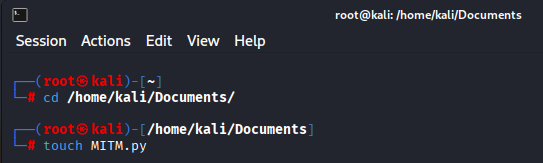 root@kali: /home/kali/Documents
Session Actions Edit View Help
┌──(root㉿kali)-[~]
└─# cd /home/kali/Documents/
┌──(root㉿kali)-[/home/kali/Documents]
└─# touch MITM.py